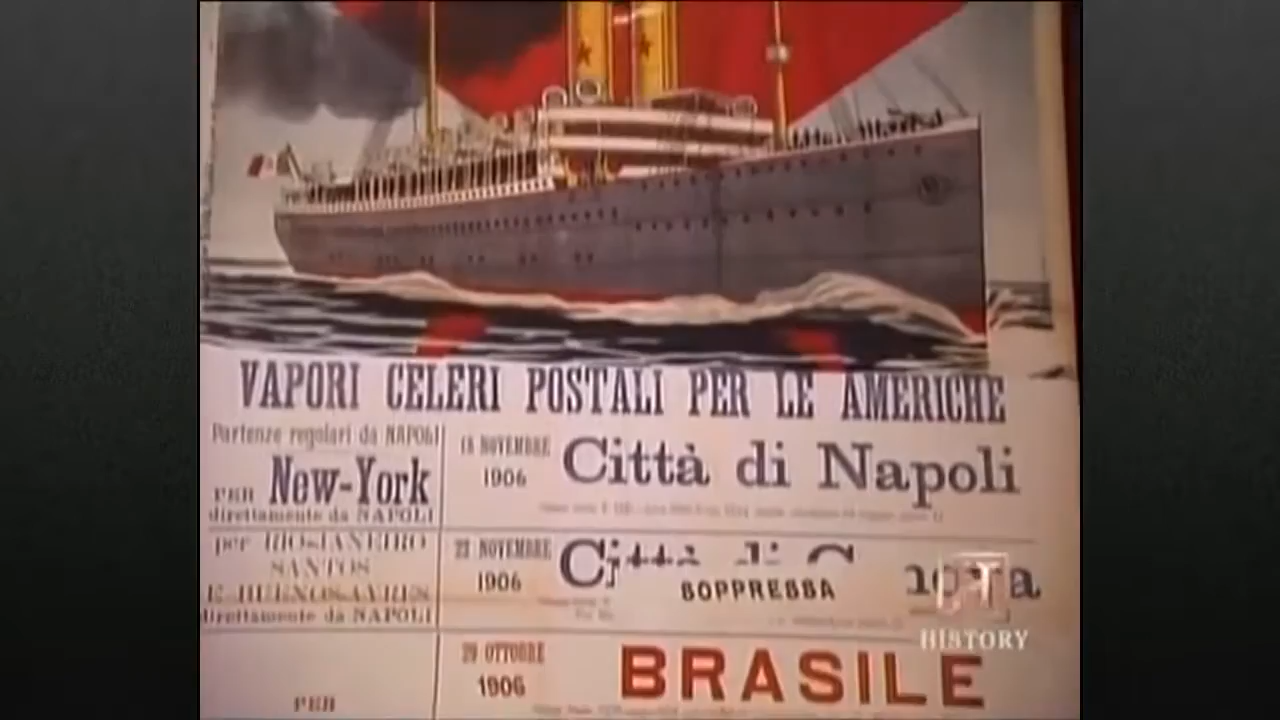 VAPORI CELERI POSTALI PER LE AMERICHE
Partenze regolari da NAPOLI
PER New-York
direttamente da NAPOLI
15 NOVEMBRE
1906
Città di Napoli
per RIO-JANEIRO
SANTOS
E BUENOS-AYRES
direttamente da NAPOLI
22 NOVEMBRE
1906
Città di
SOPPRESSA
PER
29 OTTOBRE
1906
BRASILE
H
HISTORY